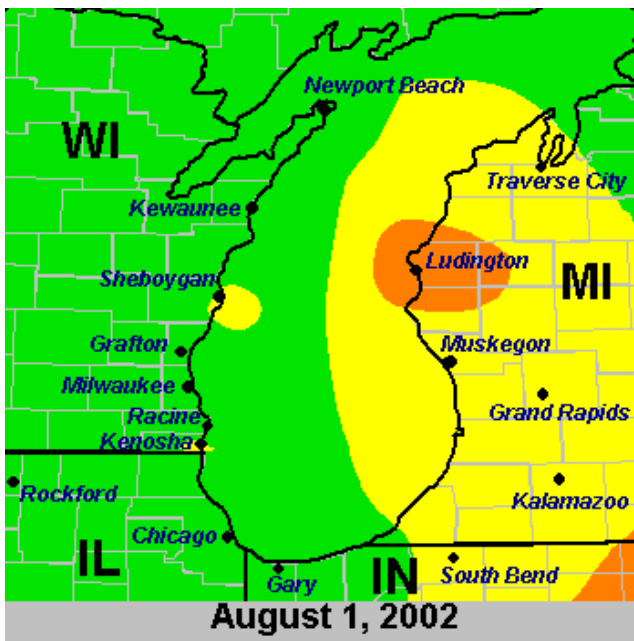 Newport Beach
WI
Traverse City
Kewaunee
Ludington
Sheboygan
MI
Grafton
Muskegon
Milwaukee
Racine
Grand Rapids
Kenosha
Rockford
Kalamazoo
Chicago
IL
Gary
IN
South Bend
August 1, 2002